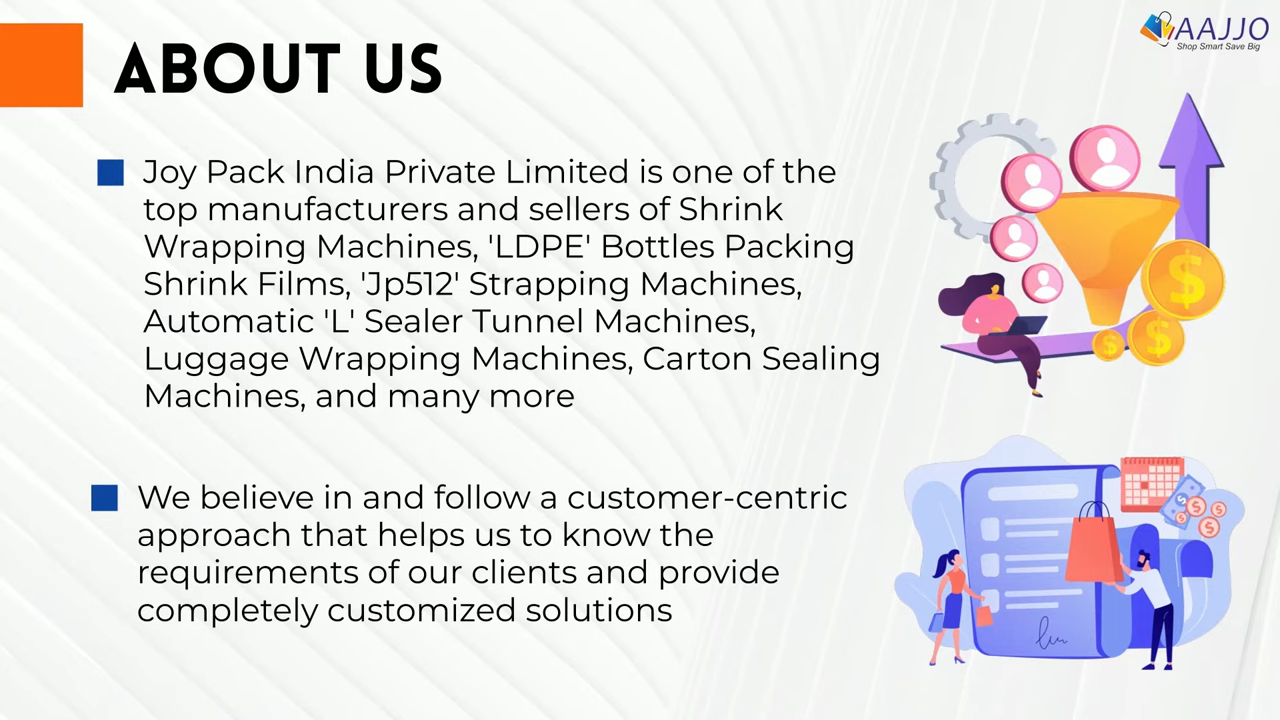 AAJJO
Shop Smart Save Big
ABOUT US
Joy Pack India Private Limited is one of the
top manufacturers and sellers of Shrink
Wrapping Machines, 'LDPE' Bottles Packing
Shrink Films, 'Jp512' Strapping Machines,
Automatic 'L' Sealer Tunnel Machines,
Luggage Wrapping Machines, Carton Sealing
Machines, and many more
We believe in and follow a customer-centric
approach that helps us to know the
requirements of our clients and provide
completely customized solutions